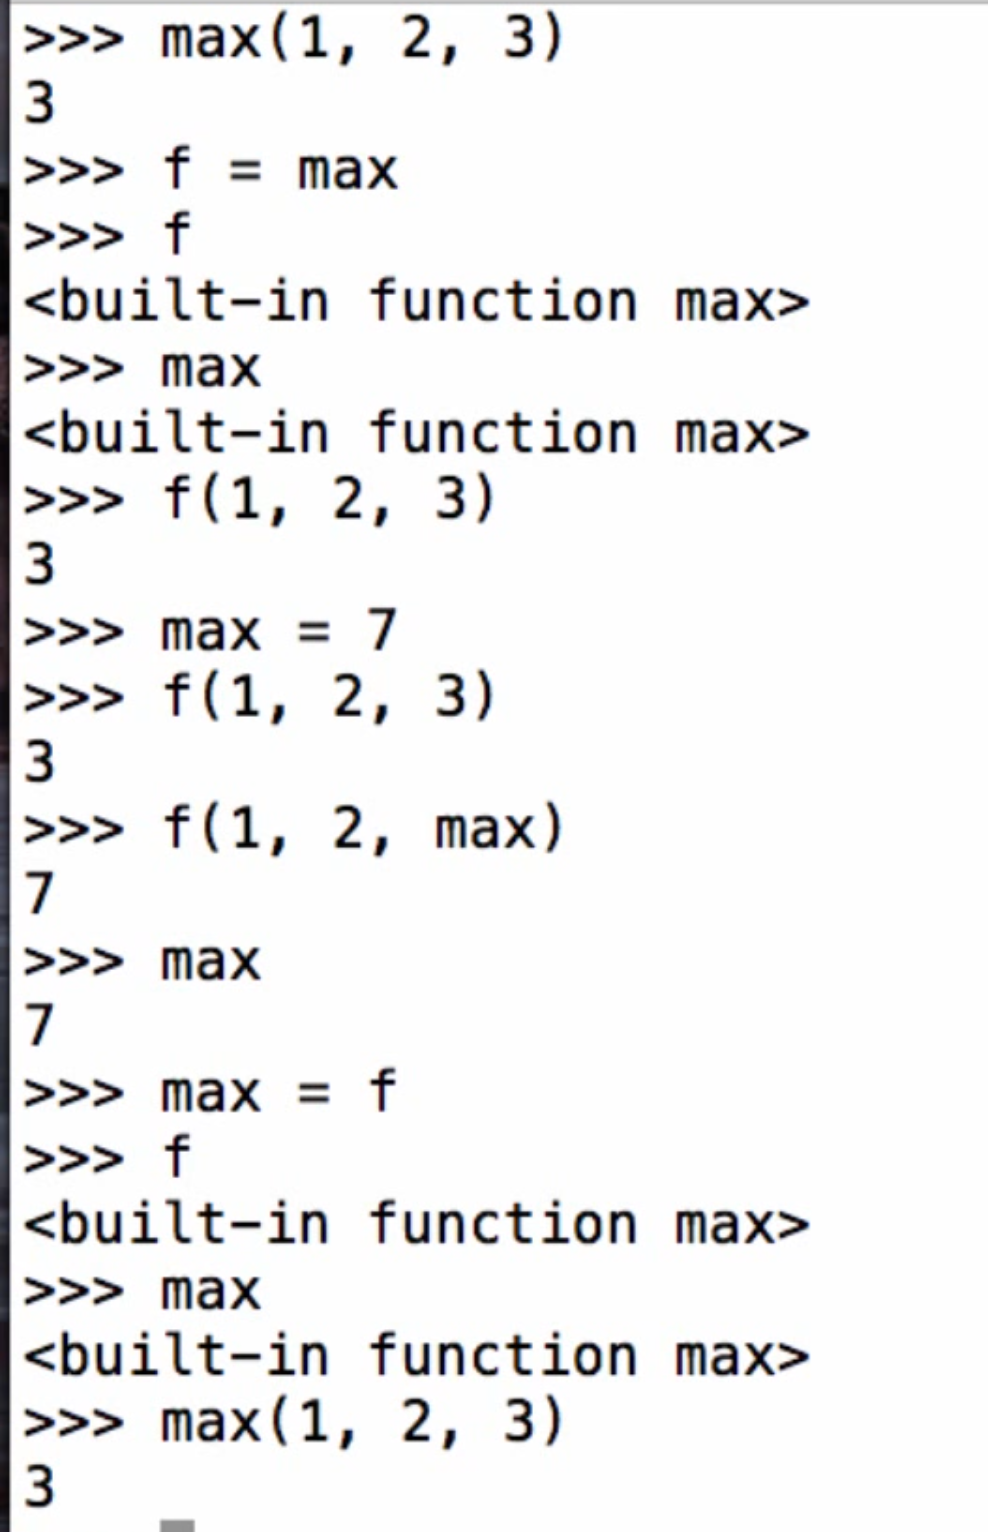 >>> max(1, 2, 3)
3
>>> f = max
>>> f
<built-in function max>
>>> max
<built-in function max>
>>> f(1, 2, 3)
3
>>> max = 7
>>> f(1, 2, 3)
3
>>> f(1, 2, max)
7
>>> max
7
>>> max = f
>>> f
<built-in function max>
>>> max
<built-in function max>
>>> max(1, 2, 3)
3